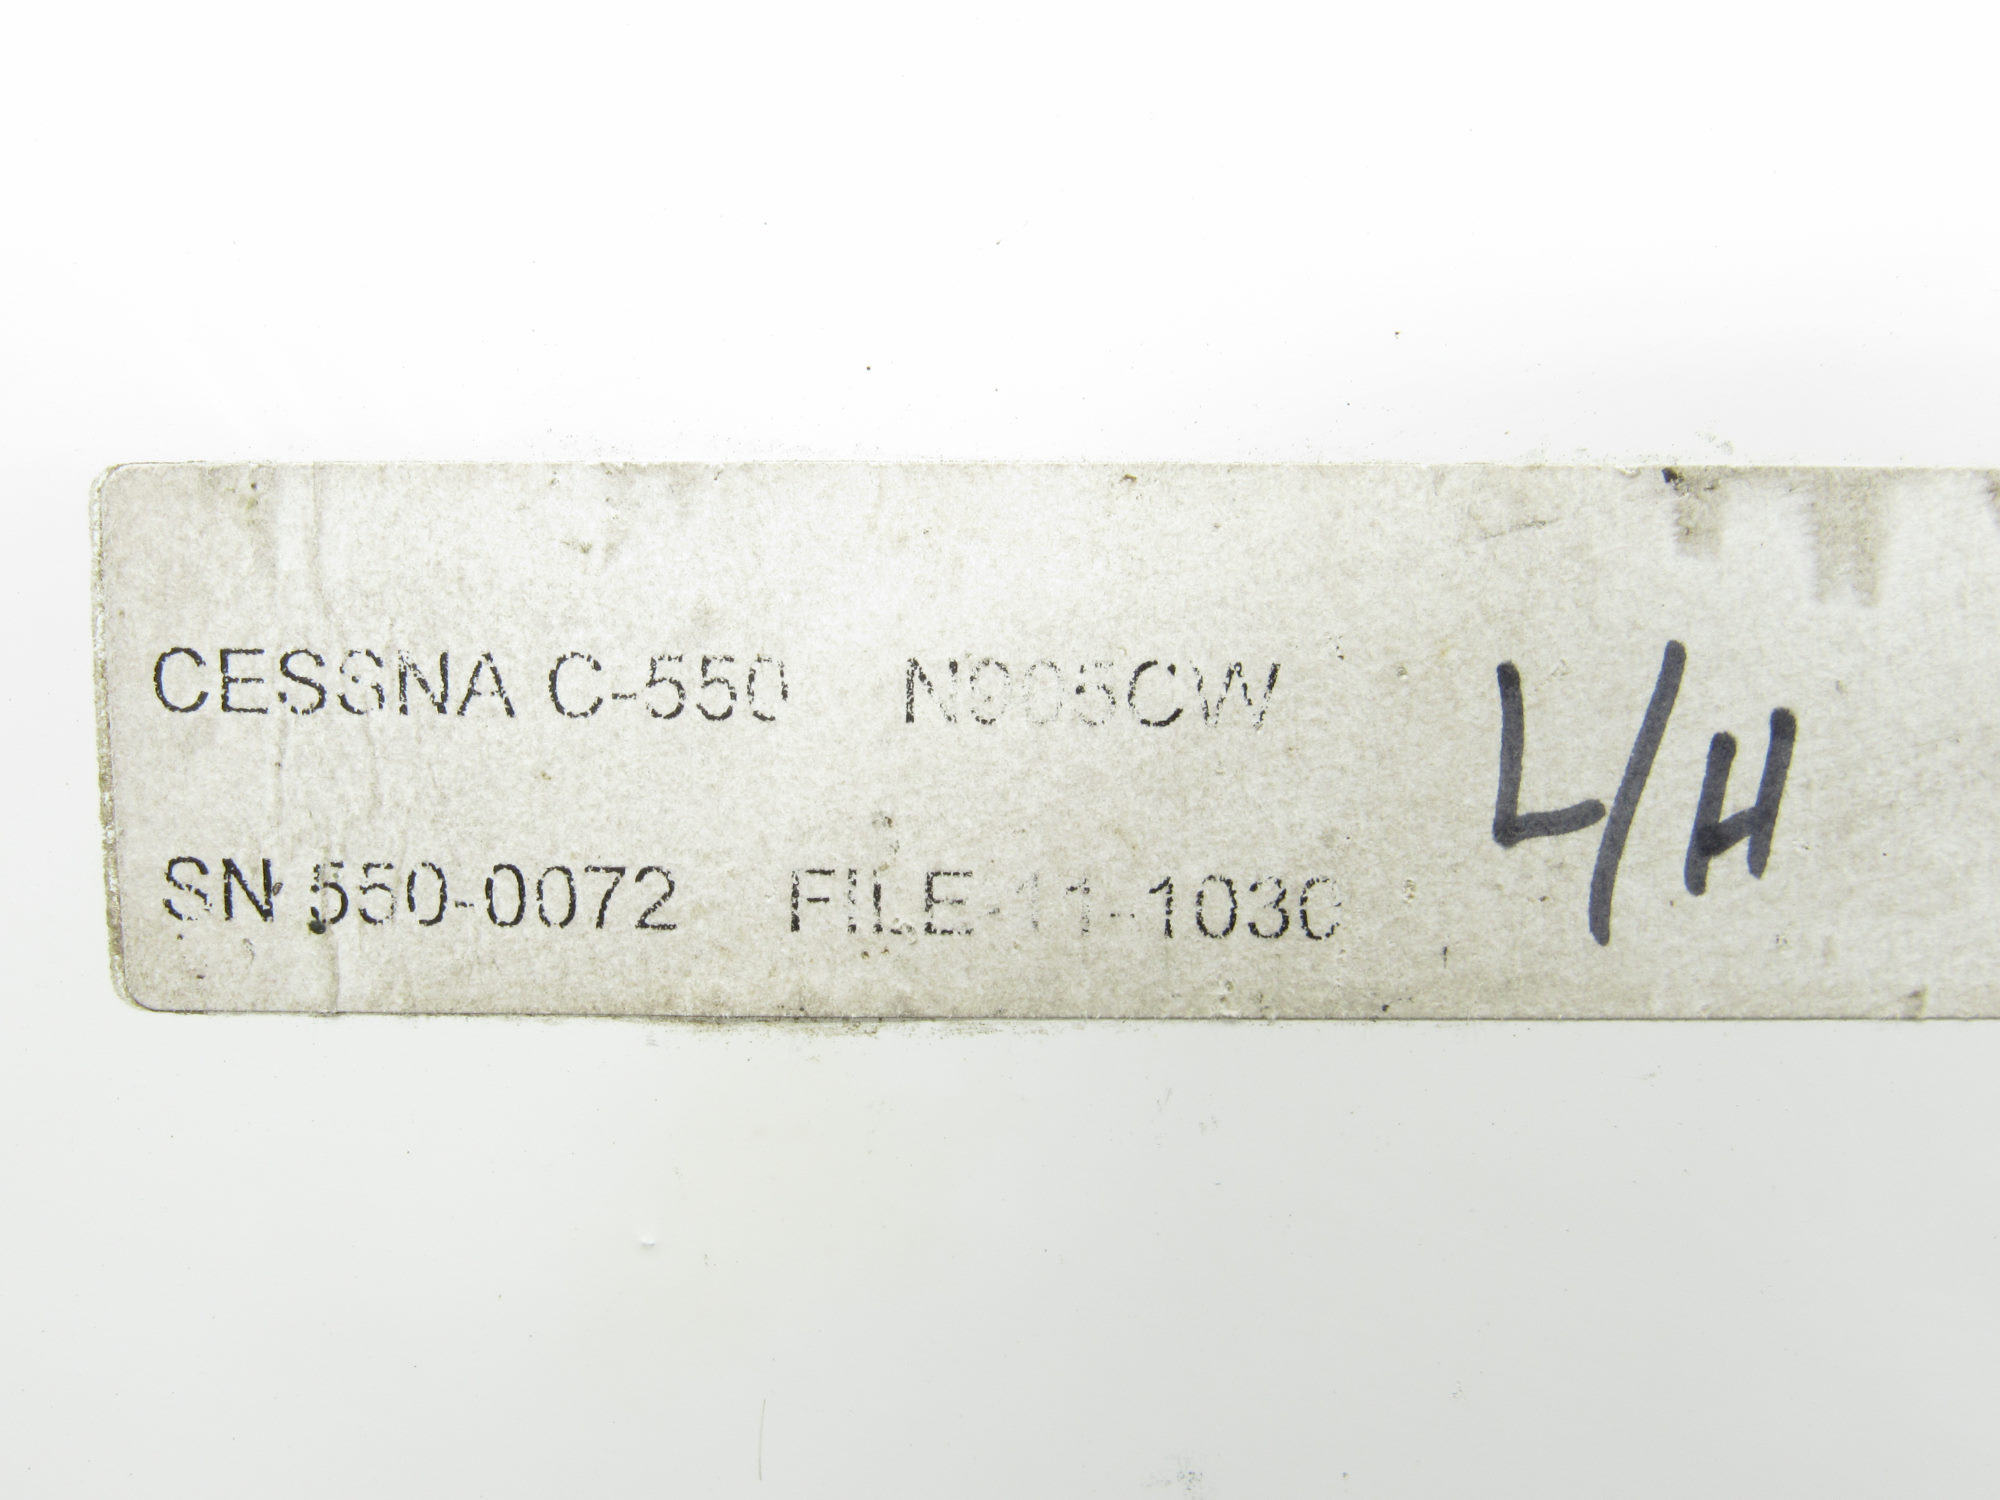 CESSNA C-550 N905CW
L/H
SN 550-0072 FILE 11-1030